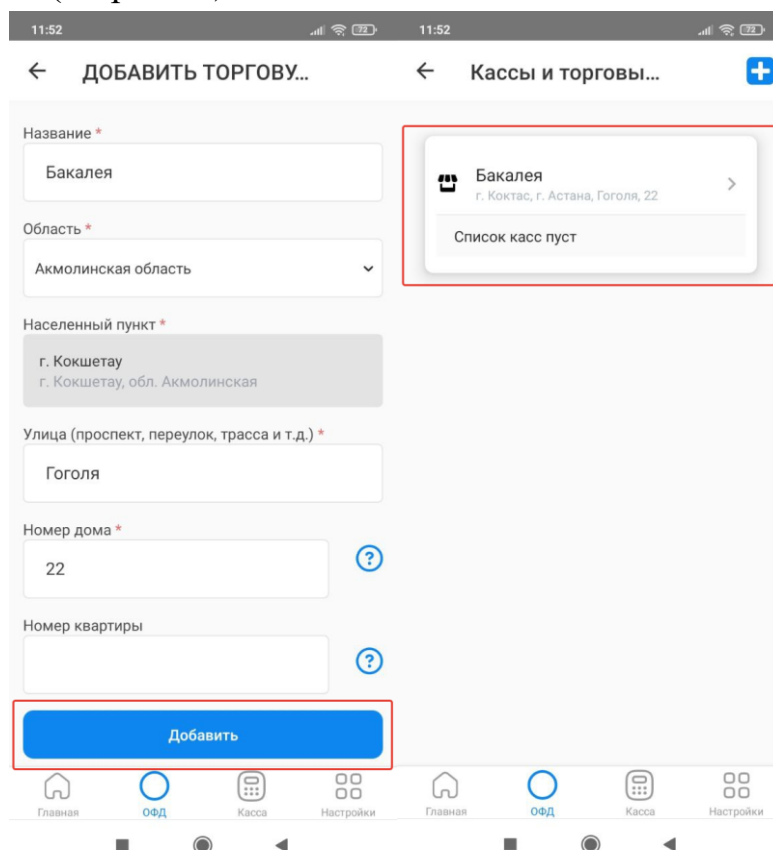 11:52
72
ДОБАВИТЬ ТОРГОВУ...
Название *
Бакалея
Область *
Акмолинская область
Населенный пункт *
г. Кокшетау
г. Кокшетау, обл. Акмолинская
Улица (проспект, переулок, трасса и т.д.) *
Гоголя
Номер дома *
22
?
Номер квартиры
?
Добавить
Главная
ОФД
Касса
Настройки
11:52
72
Кассы и торговы...
Бакалея
г. Коктас, г. Астана, Гоголя, 22
Список касс пуст
Главная
ОФД
Касса
Настройки